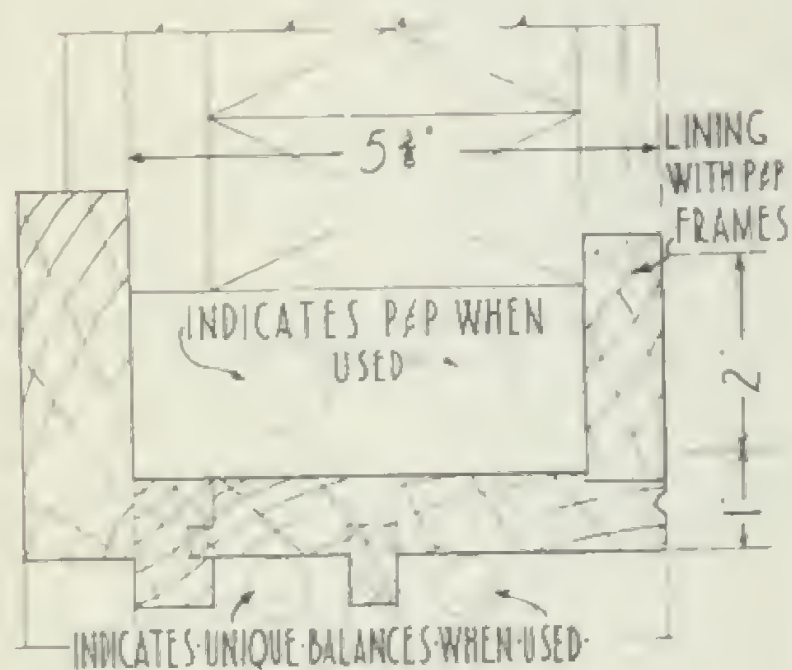 5⅛"
LINING
WITH P&P
FRAMES
INDICATES P&P WHEN
USED
2"
1"
INDICATES·UNIQUE·BALANCES·WHEN·USED·